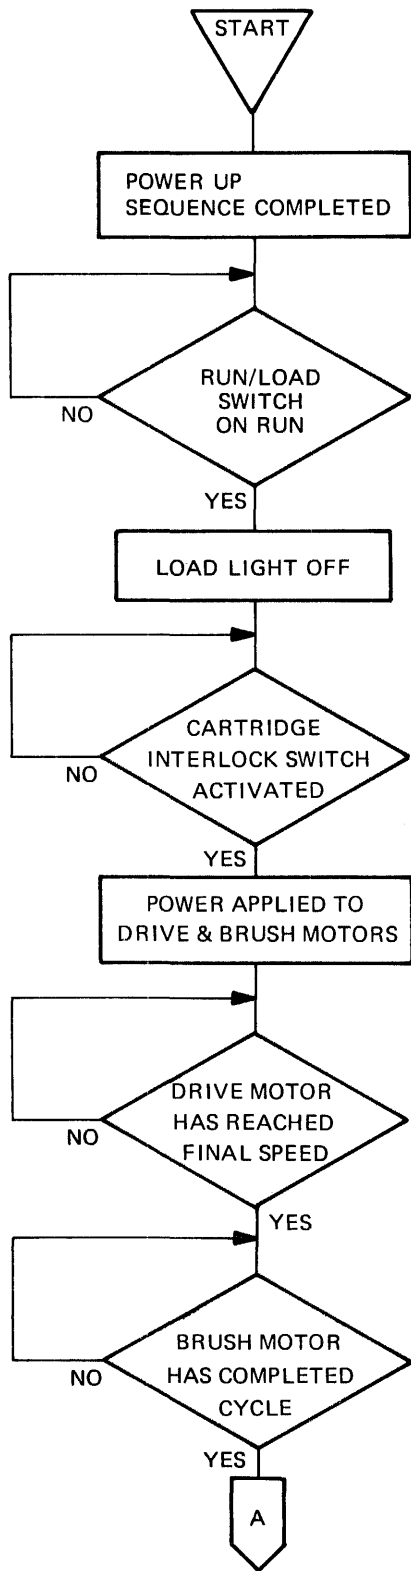 START
POWER UP
SEQUENCE COMPLETED
RUN/LOAD
SWITCH
ON RUN
NO
YES
LOAD LIGHT OFF
CARTRIDGE
INTERLOCK SWITCH
ACTIVATED
NO
YES
POWER APPLIED TO
DRIVE & BRUSH MOTORS
DRIVE MOTOR
HAS REACHED
FINAL SPEED
NO
YES
BRUSH MOTOR
HAS COMPLETED
CYCLE
NO
YES
A